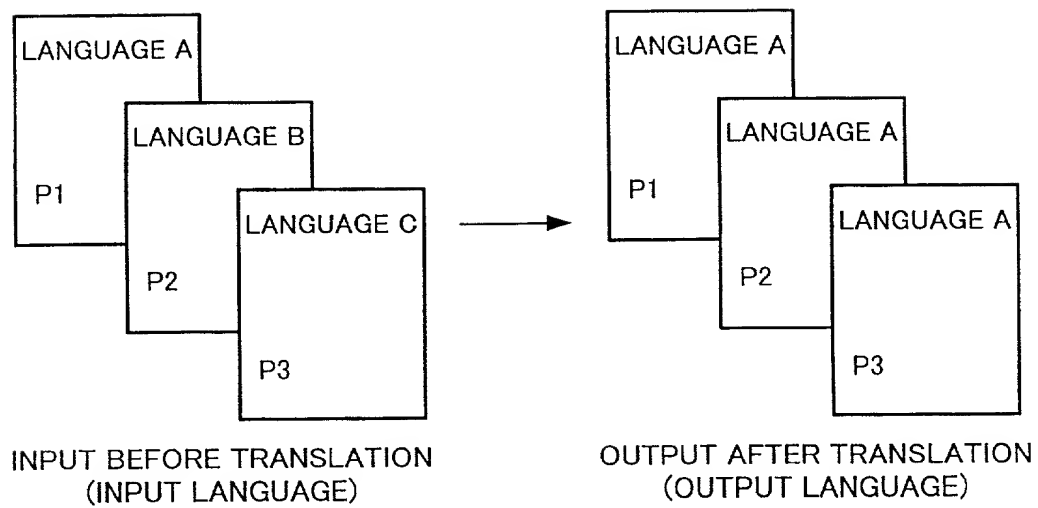 LANGUAGE A
P1
LANGUAGE B
P2
LANGUAGE C
P3
INPUT BEFORE TRANSLATION
(INPUT LANGUAGE)
LANGUAGE A
P1
LANGUAGE A
P2
LANGUAGE A
P3
OUTPUT AFTER TRANSLATION
(OUTPUT LANGUAGE)